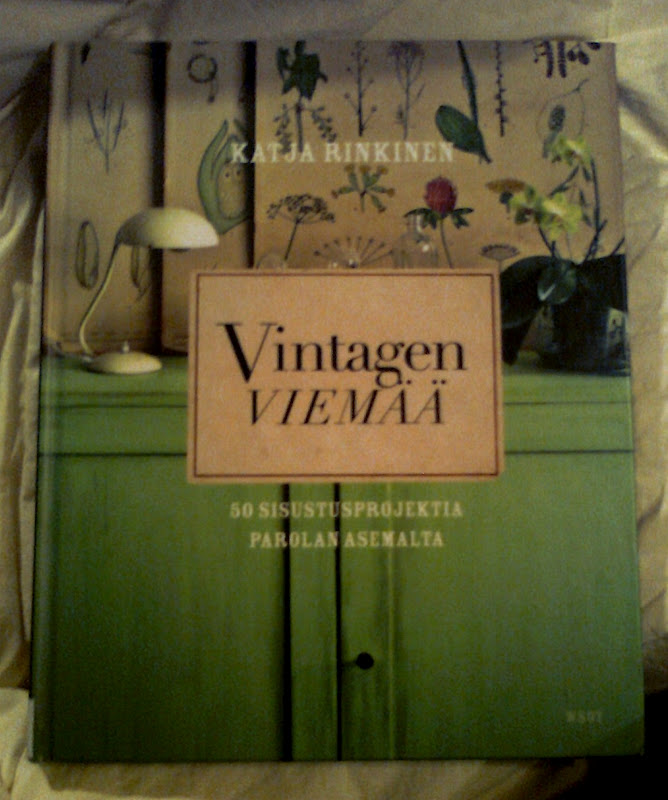 KATJA RINKINEN
Vintagen
VIEMÄÄ
50 SISUSTUSPROJEKTIA
PAROLAN ASEMALTA
WSOY